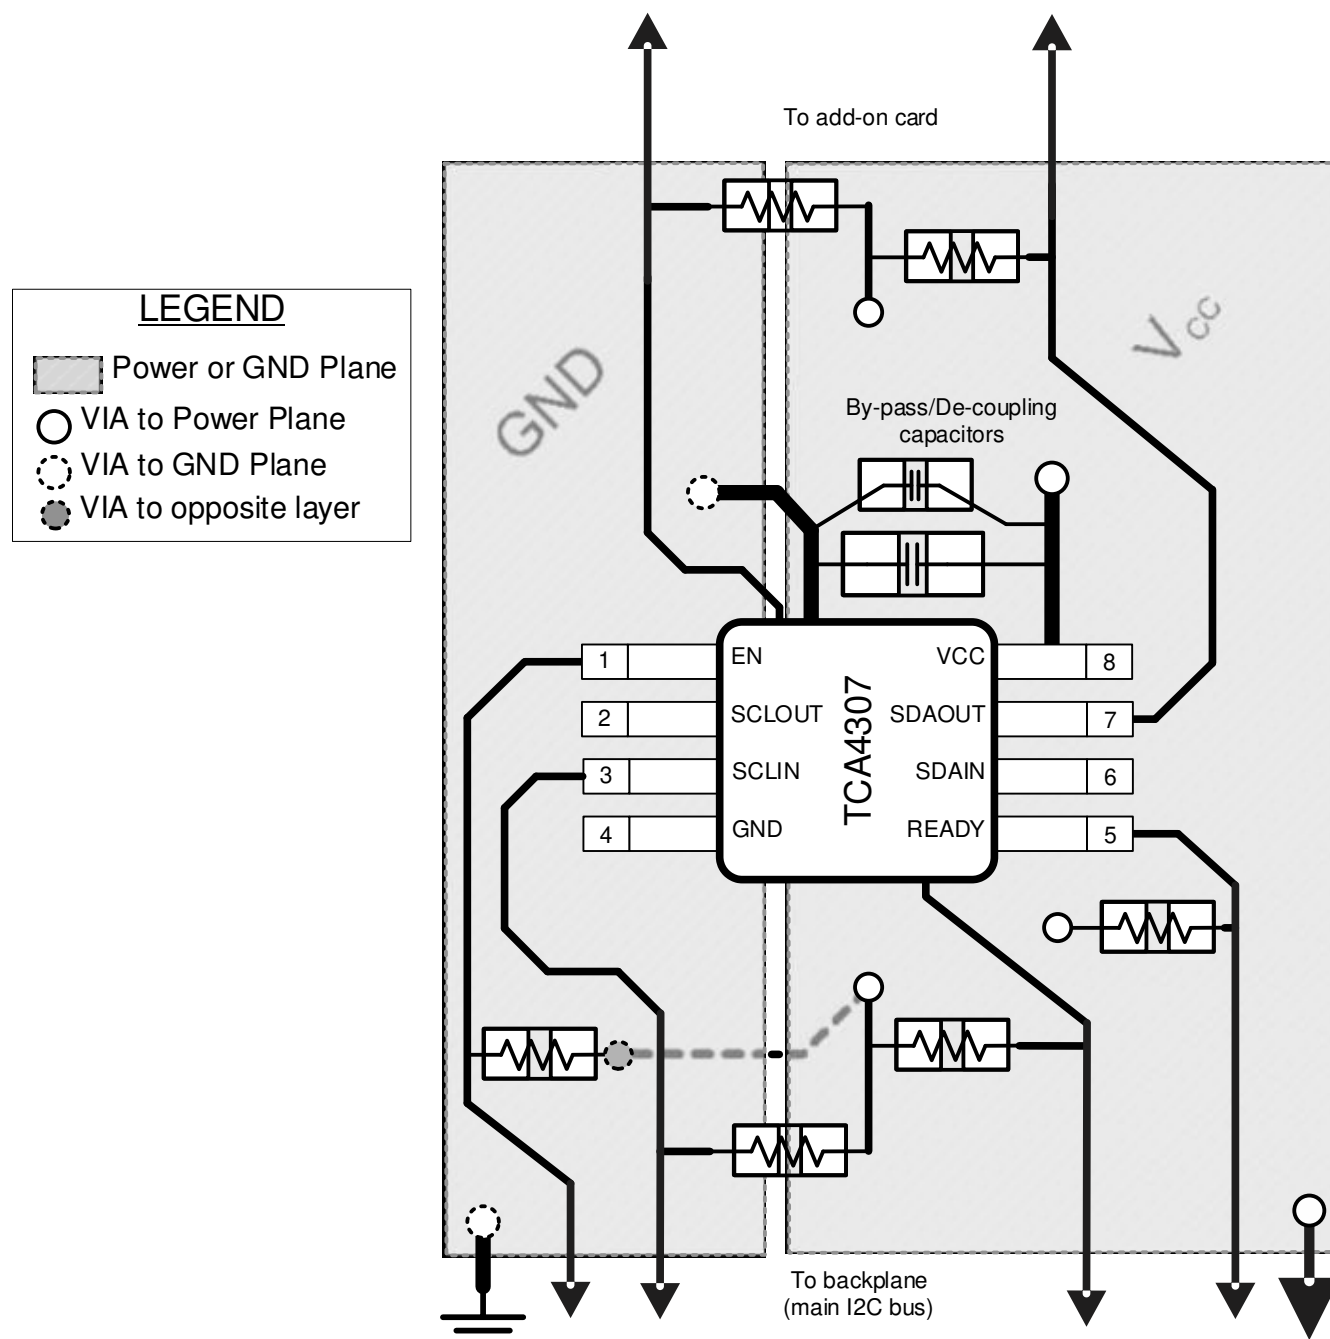 To add-on card
LEGEND
Power or GND Plane
VIA to Power Plane
VIA to GND Plane
VIA to opposite layer
GND
VCC
By-pass/De-coupling
capacitors
1
EN
VCC
8
2
SCLOUT
SDAOUT
7
3
SCLIN
SDAIN
6
4
GND
READY
5
TCA4307
To backplane
(main I2C bus)